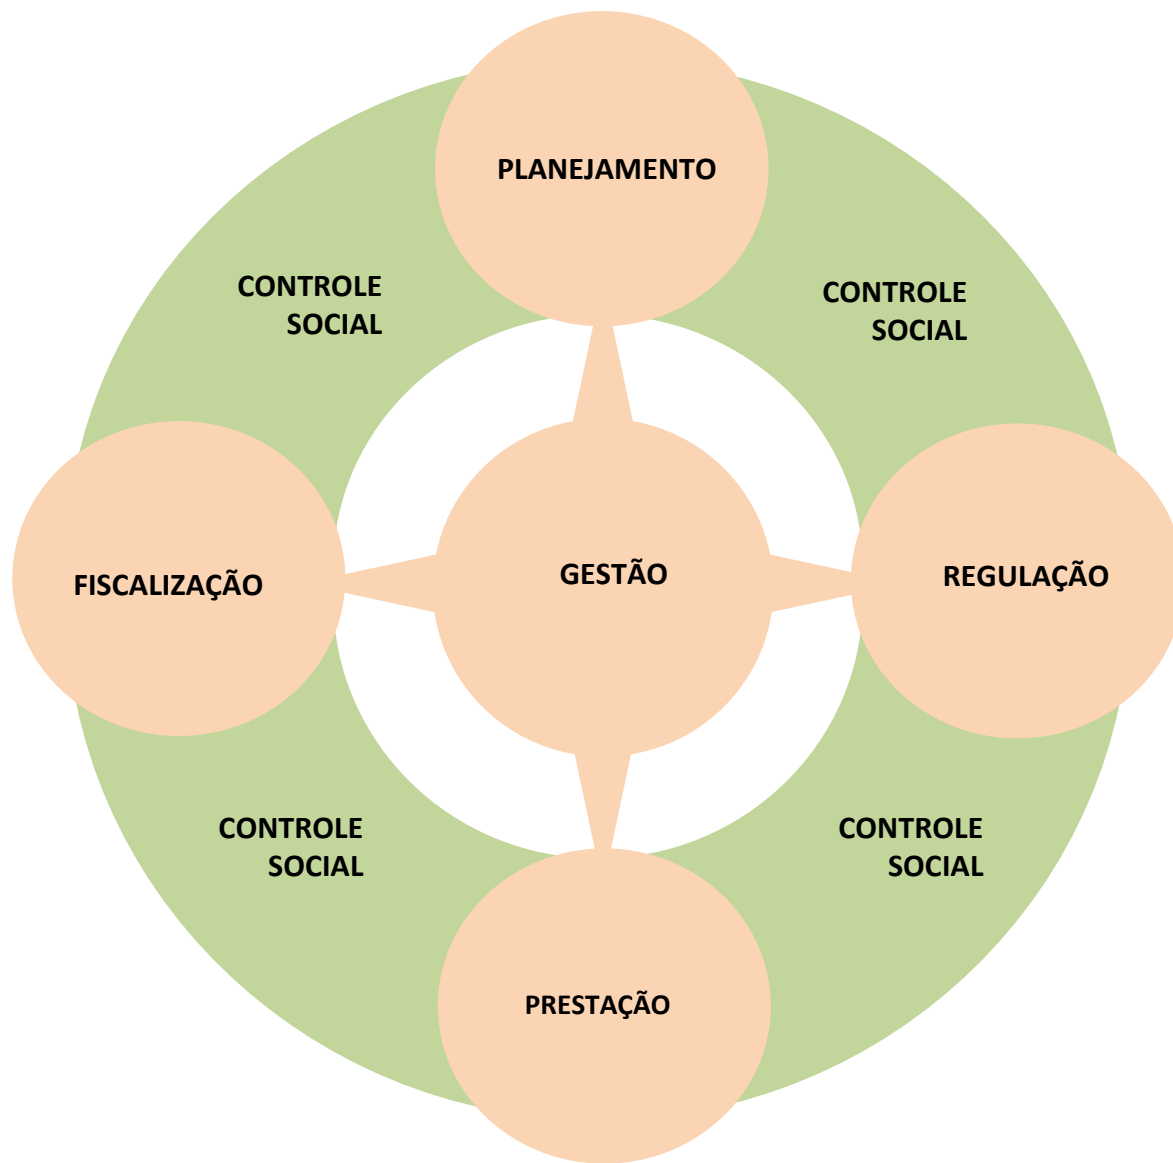 PLANEJAMENTO
CONTROLE
SOCIAL
CONTROLE
SOCIAL
FISCALIZAÇÃO
GESTÃO
REGULAÇÃO
CONTROLE
SOCIAL
CONTROLE
SOCIAL
PRESTAÇÃO